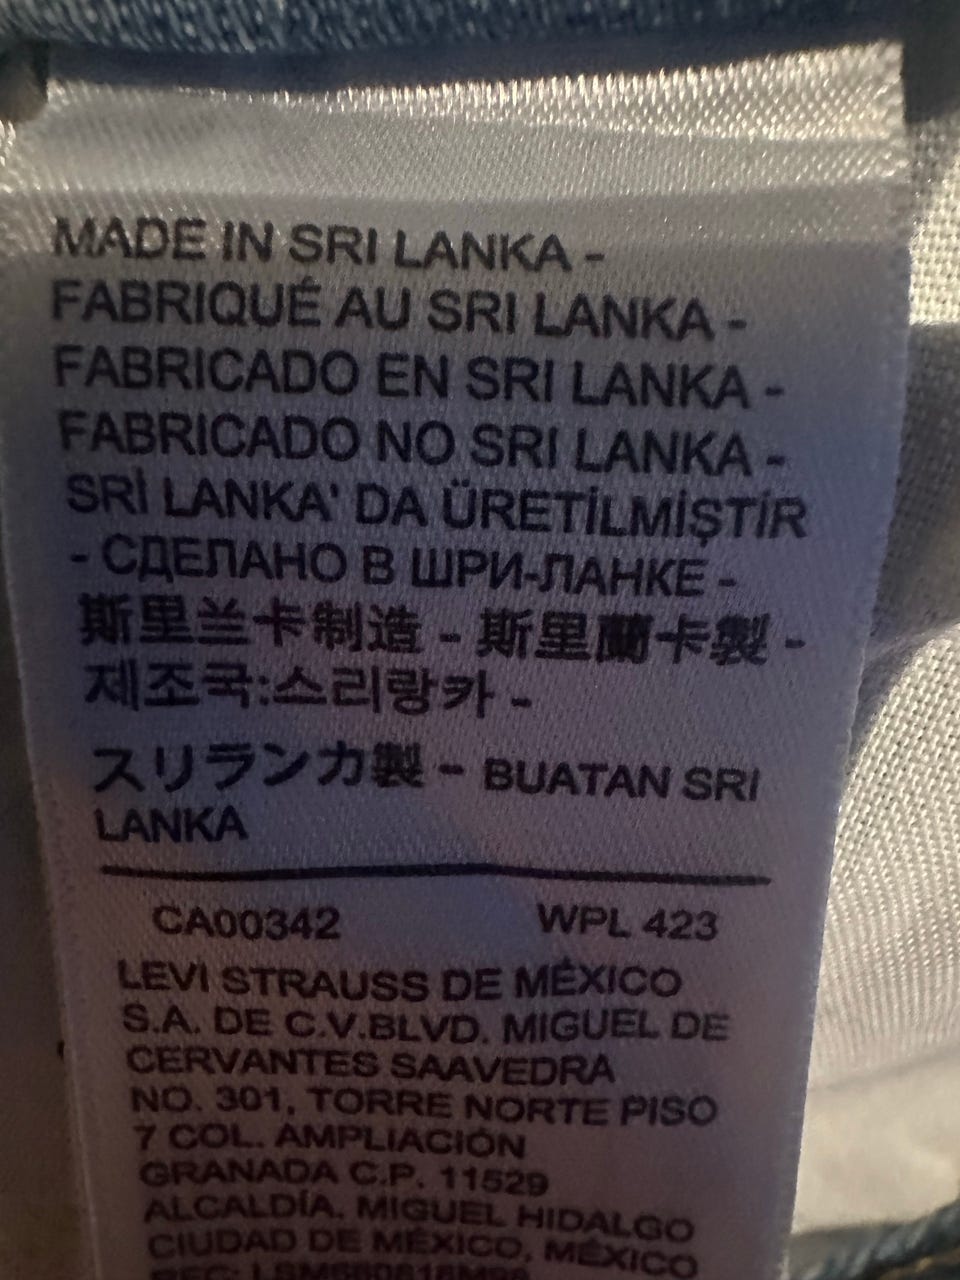 MADE IN SRI LANKA -
FABRIQUÉ AU SRI LANKA -
FABRICADO EN SRI LANKA -
FABRICADO NO SRI LANKA -
SRİ LANKA' DA ÜRETİLMİŞTİR
- СДЕЛАНО В ШРИ-ЛАНКЕ -
斯里兰卡制造 - 斯里蘭卡製 -
제조국:스리랑카 -
スリランカ製 - BUATAN SRI
LANKA
CA00342 WPL 423
LEVI STRAUSS DE MÉXICO
S.A. DE C.V.BLVD. MIGUEL DE
CERVANTES SAAVEDRA
NO. 301, TORRE NORTE PISO
7 COL. AMPLIACIÓN
GRANADA C.P. 11529
ALCALDÍA. MIGUEL HIDALGO
CIUDAD DE MÉXICO, MÉXICO